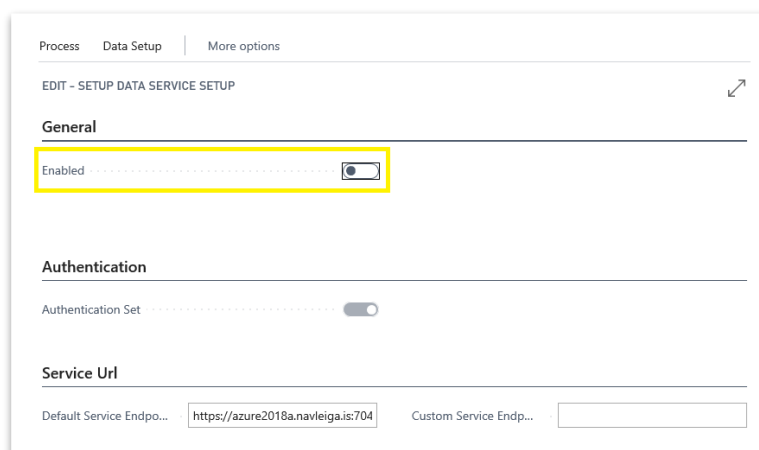 Process Data Setup More options
EDIT - SETUP DATA SERVICE SETUP
General
Enabled
Authentication
Authentication Set
Service Url
Default Service Endpo... https://azure2018a.navleiga.is:704 Custom Service Endp...